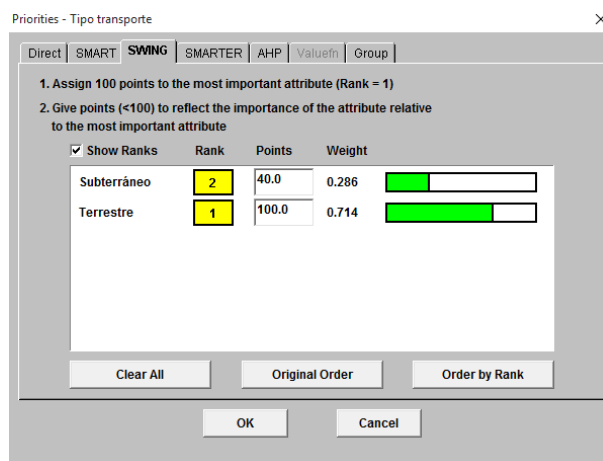 Priorities - Tipo transporte
Direct SMART SWING SMARTER AHP Valuefn Group
1. Assign 100 points to the most important attribute (Rank = 1)
2. Give points (<100) to reflect the importance of the attribute relative
to the most important attribute
Show Ranks Rank Points Weight
Subterráneo 2 40.0 0.286
Terrestre 1 100.0 0.714
Clear All Original Order Order by Rank
OK Cancel